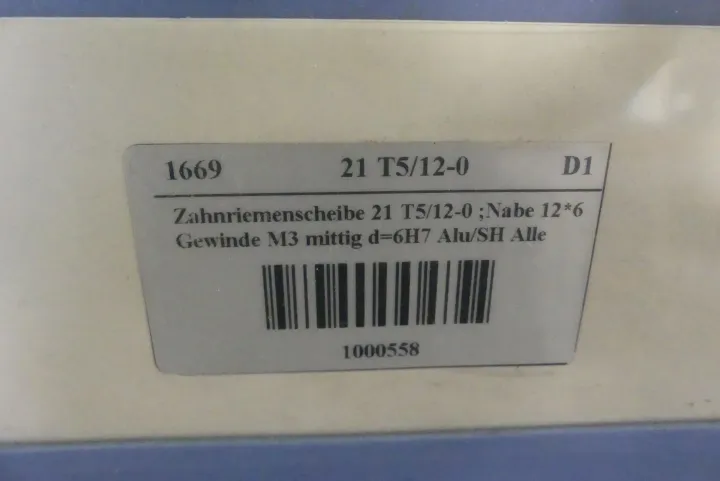 1669 21 T5/12-0 D1
Zahnriemenscheibe 21 T5/12-0 ;Nabe 12*6
Gewinde M3 mittig d=6H7 Alu/SH Alle
1000558